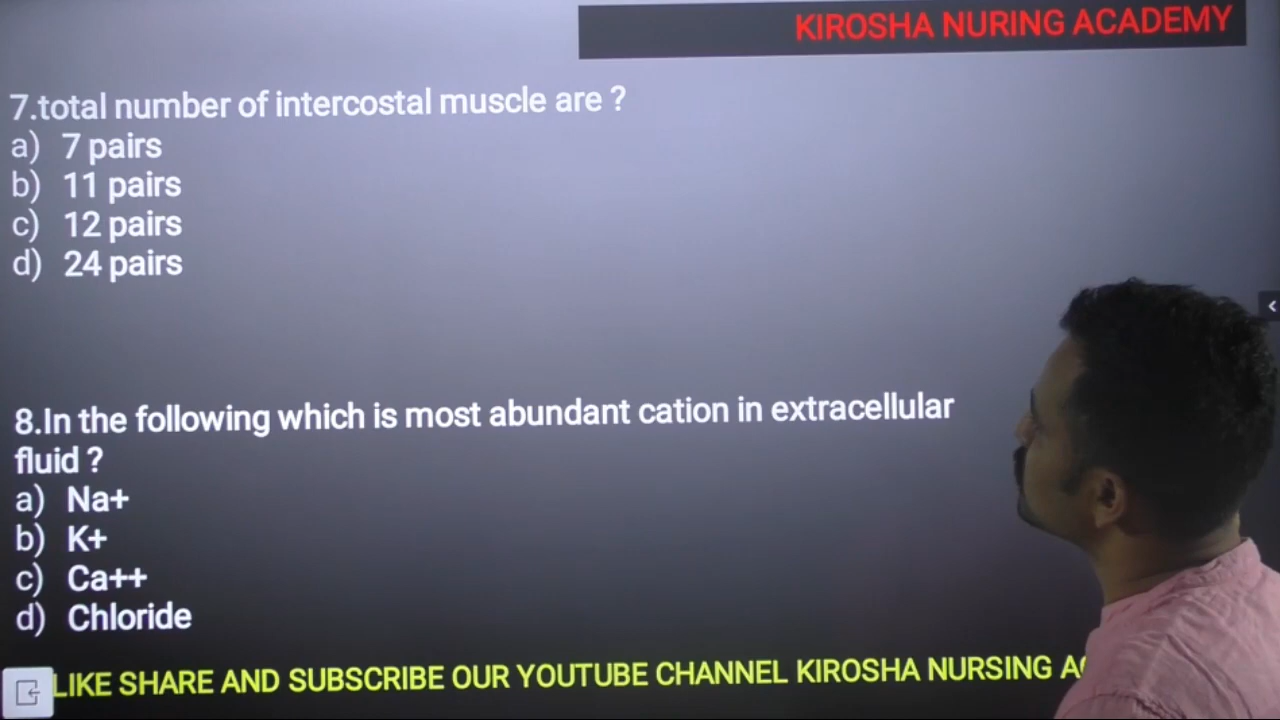 KIROSHA NURING ACADEMY
7.total number of intercostal muscle are ?
a) 7 pairs
b) 11 pairs
c) 12 pairs
d) 24 pairs
8.In the following which is most abundant cation in extracellular
fluid ?
a) Na+
b) K+
c) Ca++
d) Chloride
LIKE SHARE AND SUBSCRIBE OUR YOUTUBE CHANNEL KIROSHA NURSING